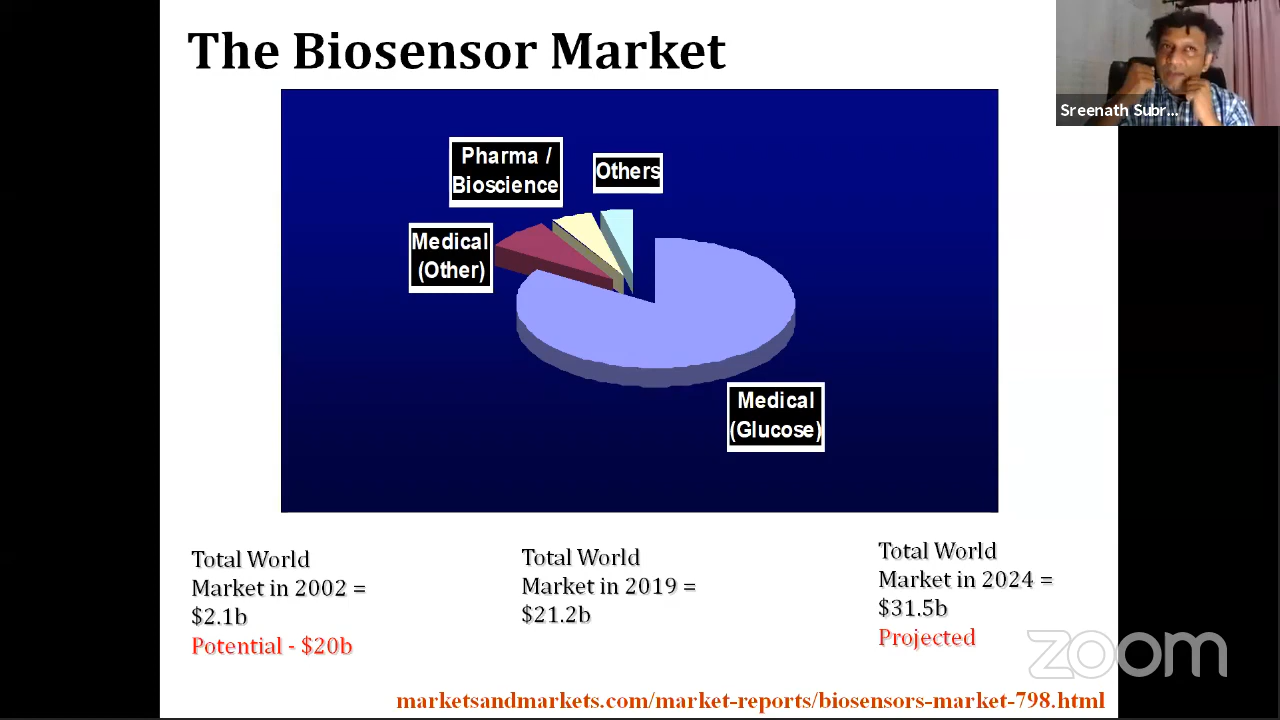 The Biosensor Market
Sreenath Subr...
Pharma /
Bioscience
Others
Medical
(Other)
Medical
(Glucose)
Total World
Market in 2002 =
$2.1b
Potential - $20b
Total World
Market in 2019 =
$21.2b
Total World
Market in 2024 =
$31.5b
Projected
zoom
marketsandmarkets.com/market-reports/biosensors-market-798.html